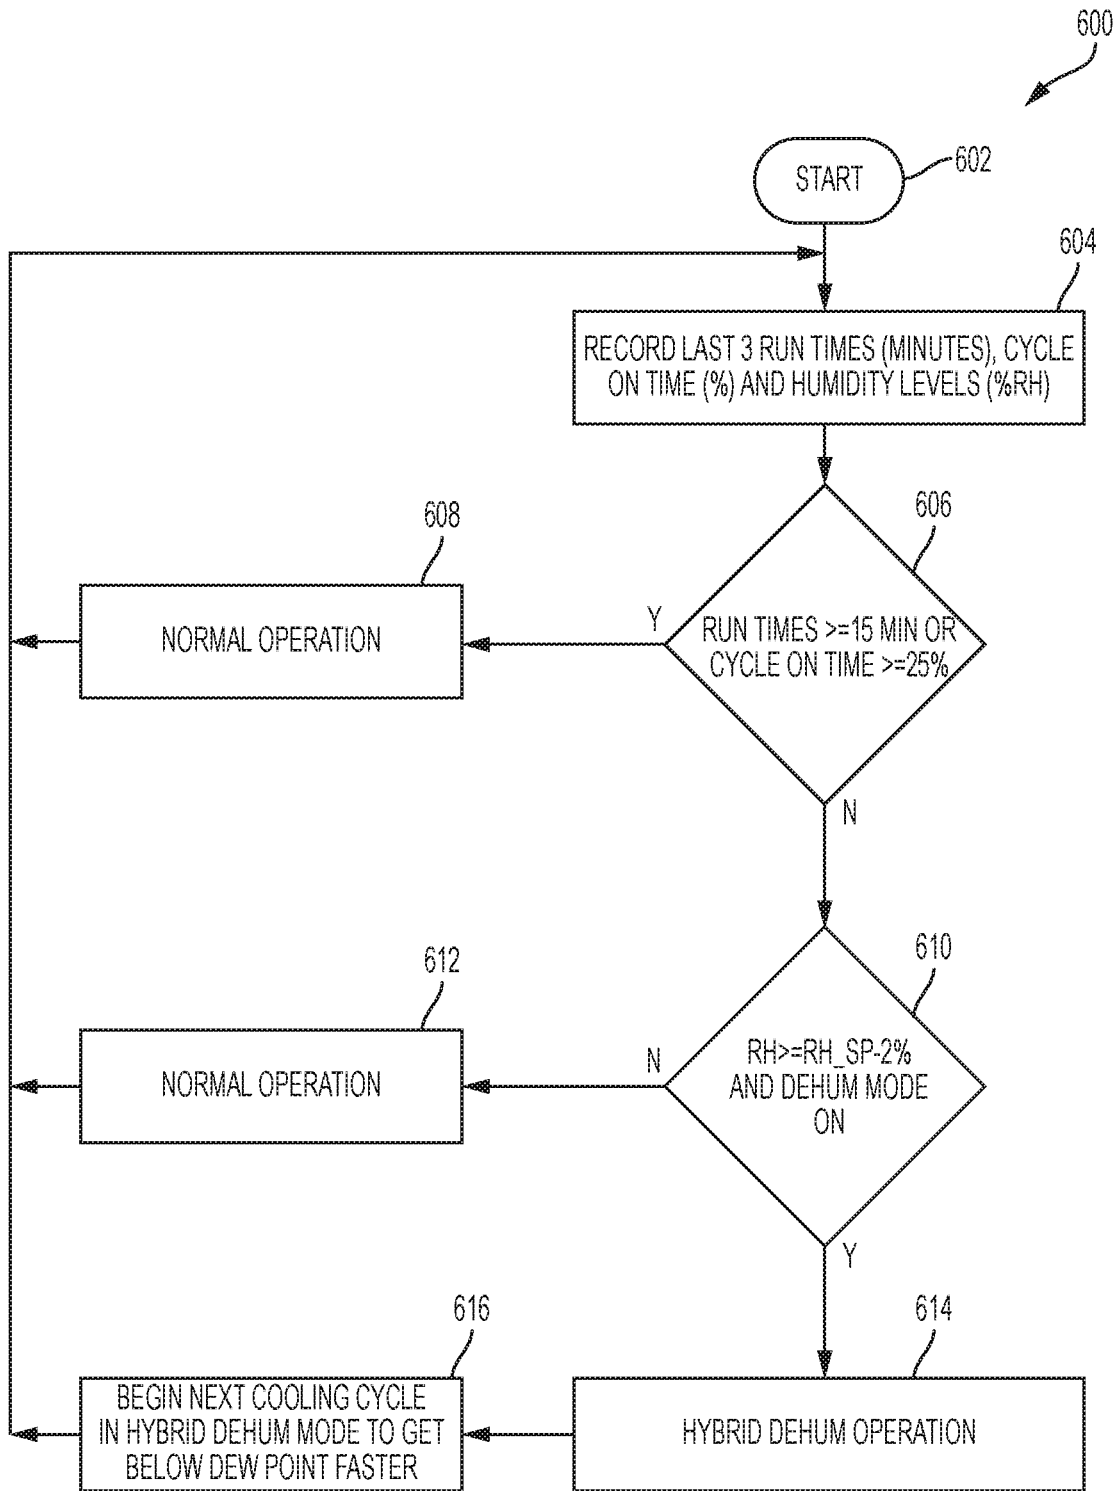 600
START
602
604
RECORD LAST 3 RUN TIMES (MINUTES), CYCLE
ON TIME (%) AND HUMIDITY LEVELS (%RH)
606
608
RUN TIMES >=15 MIN OR
CYCLE ON TIME >=25%
Y
NORMAL OPERATION
N
610
612
RH>=RH_SP-2%
AND DEHUM MODE
ON
N
NORMAL OPERATION
Y
614
616
HYBRID DEHUM OPERATION
BEGIN NEXT COOLING CYCLE
IN HYBRID DEHUM MODE TO GET
BELOW DEW POINT FASTER